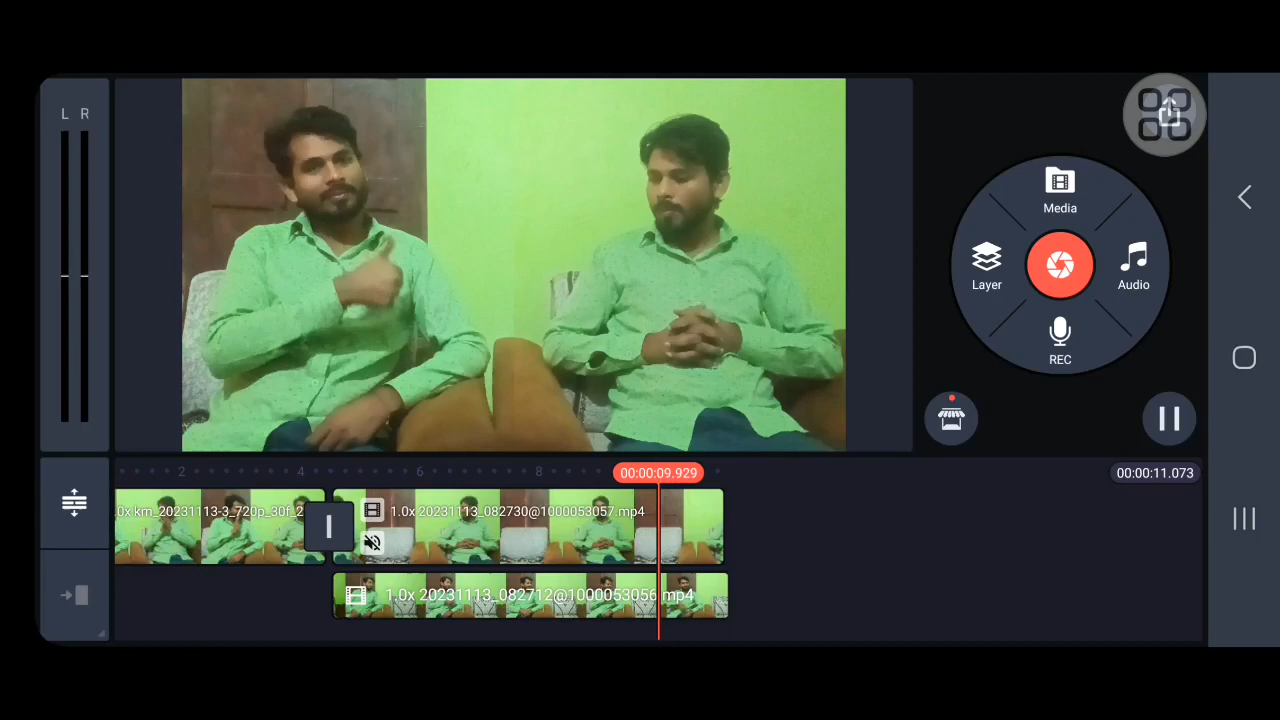 L R
Media
Layer
Audio
REC
2 4 6 8
00:00:09.929
00:00:11.073
0x km_20231113-3_720p_30f_2
1.0x 20231113_082730@1000053057.mp4
1.0x 20231113_082712@1000053056.mp4